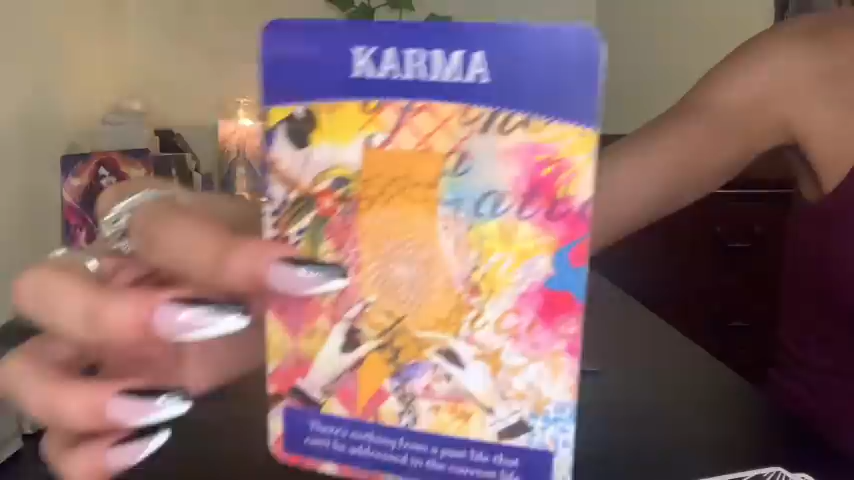 KARMA
There's nothing from a past life that
can't be addressed in the current life.